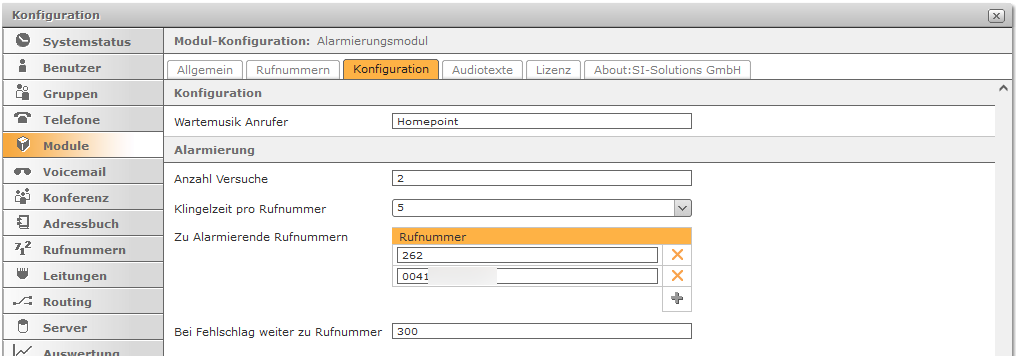 Konfiguration
Systemstatus
Benutzer
Gruppen
Telefone
Module
Voicemail
Konferenz
Adressbuch
Rufnummern
Leitungen
Routing
Server
Auswertung
Modul-Konfiguration: Alarmierungsmodul
Allgemein Rufnummern Konfiguration Audiotexte Lizenz About:SI-Solutions GmbH
Konfiguration
Wartemusik Anrufer Homepoint
Alarmierung
Anzahl Versuche 2
Klingelzeit pro Rufnummer 5
Zu Alarmierende Rufnummern Rufnummer
262
0041
Bei Fehlschlag weiter zu Rufnummer 300